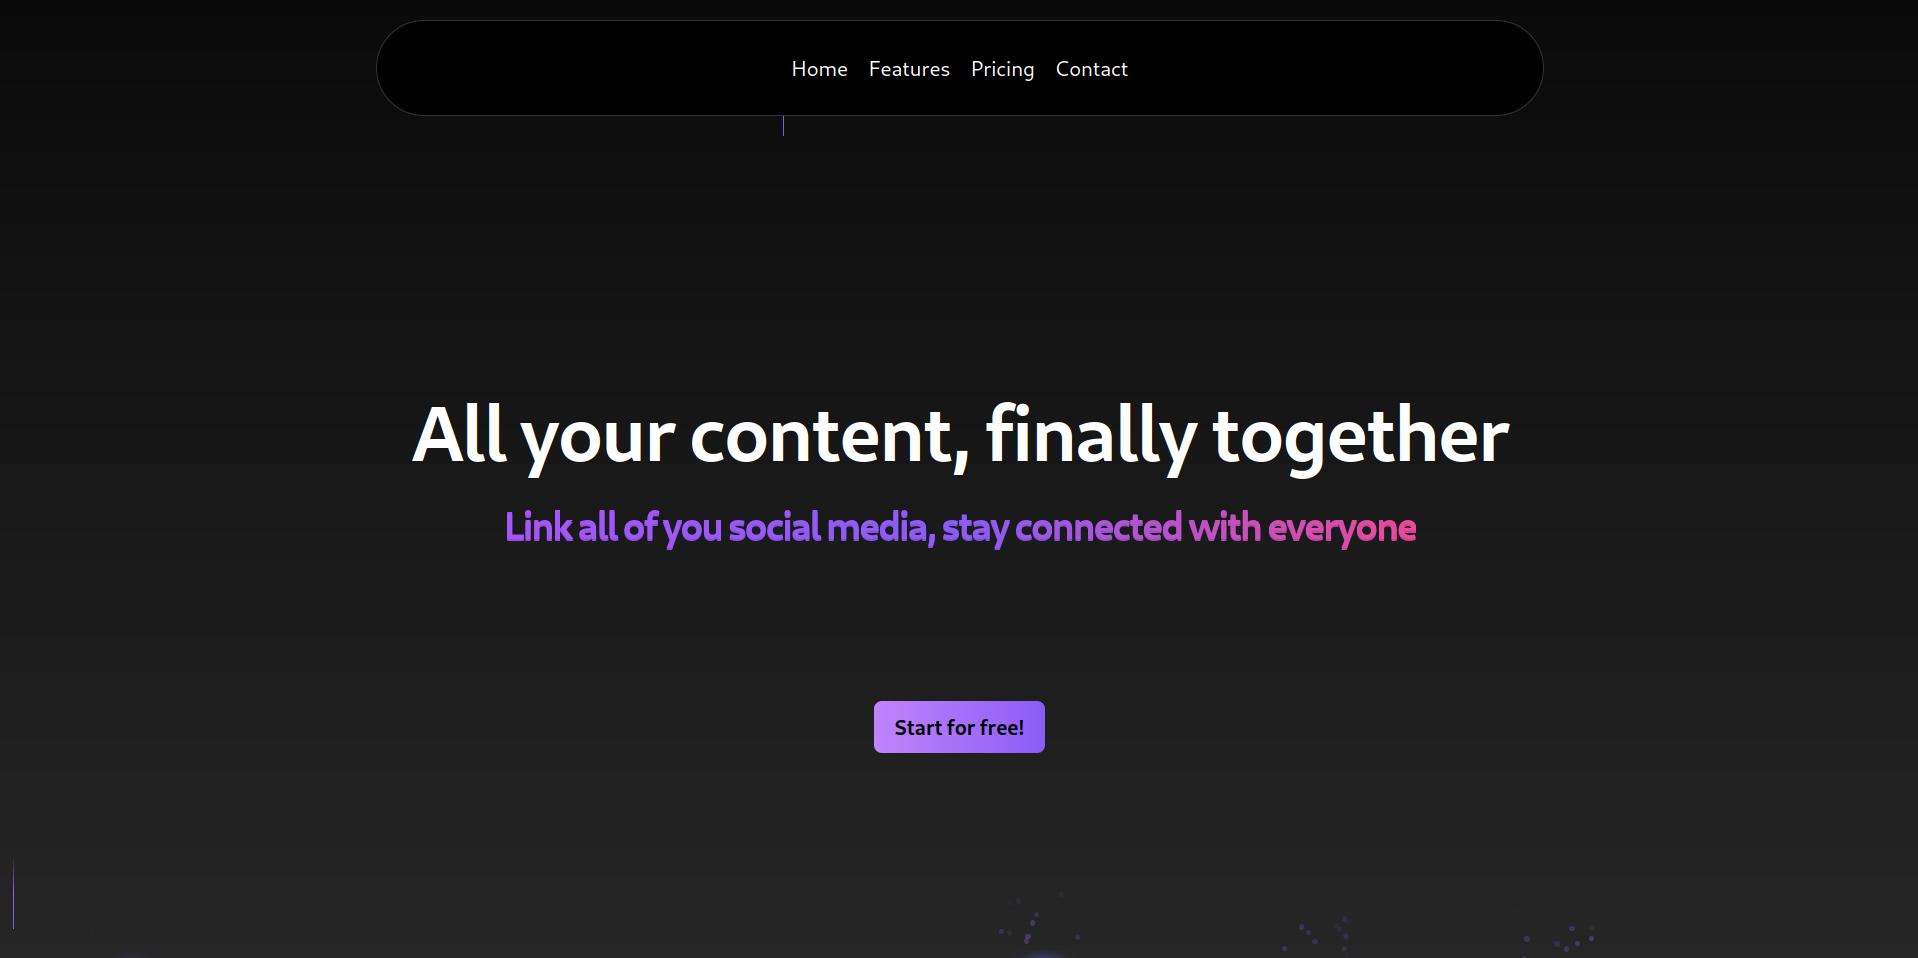 Home Features Pricing Contact
All your content, finally together
Link all of you social media, stay connected with everyone
Start for free!